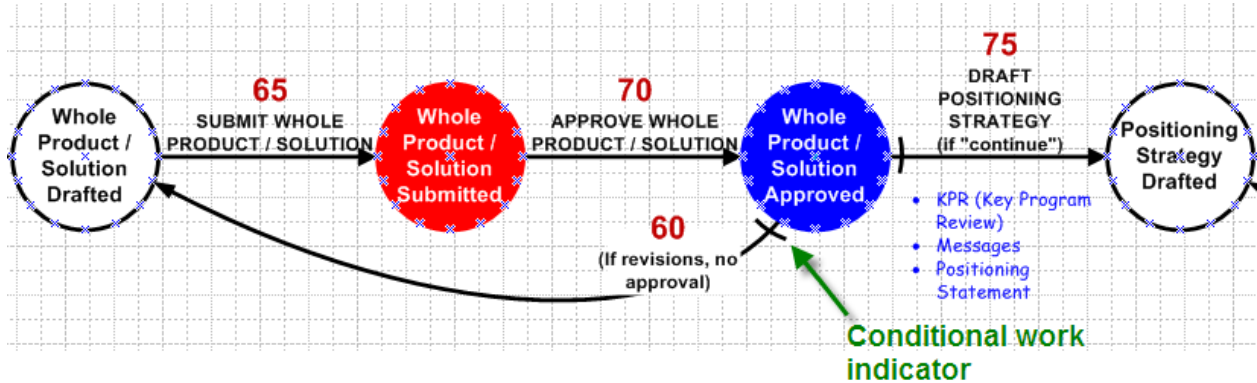 Whole
Product /
Solution
Drafted
65
SUBMIT WHOLE
PRODUCT / SOLUTION
Whole
Product /
Solution
Submitted
70
APPROVE WHOLE
PRODUCT / SOLUTION
Whole
Product /
Solution
Approved
75
DRAFT
POSITIONING
STRATEGY
(if "continue")
• KPR (Key Program
Review)
• Messages
• Positioning
Statement
Positioning
Strategy
Drafted
60
(If revisions, no
approval)
Conditional work
indicator